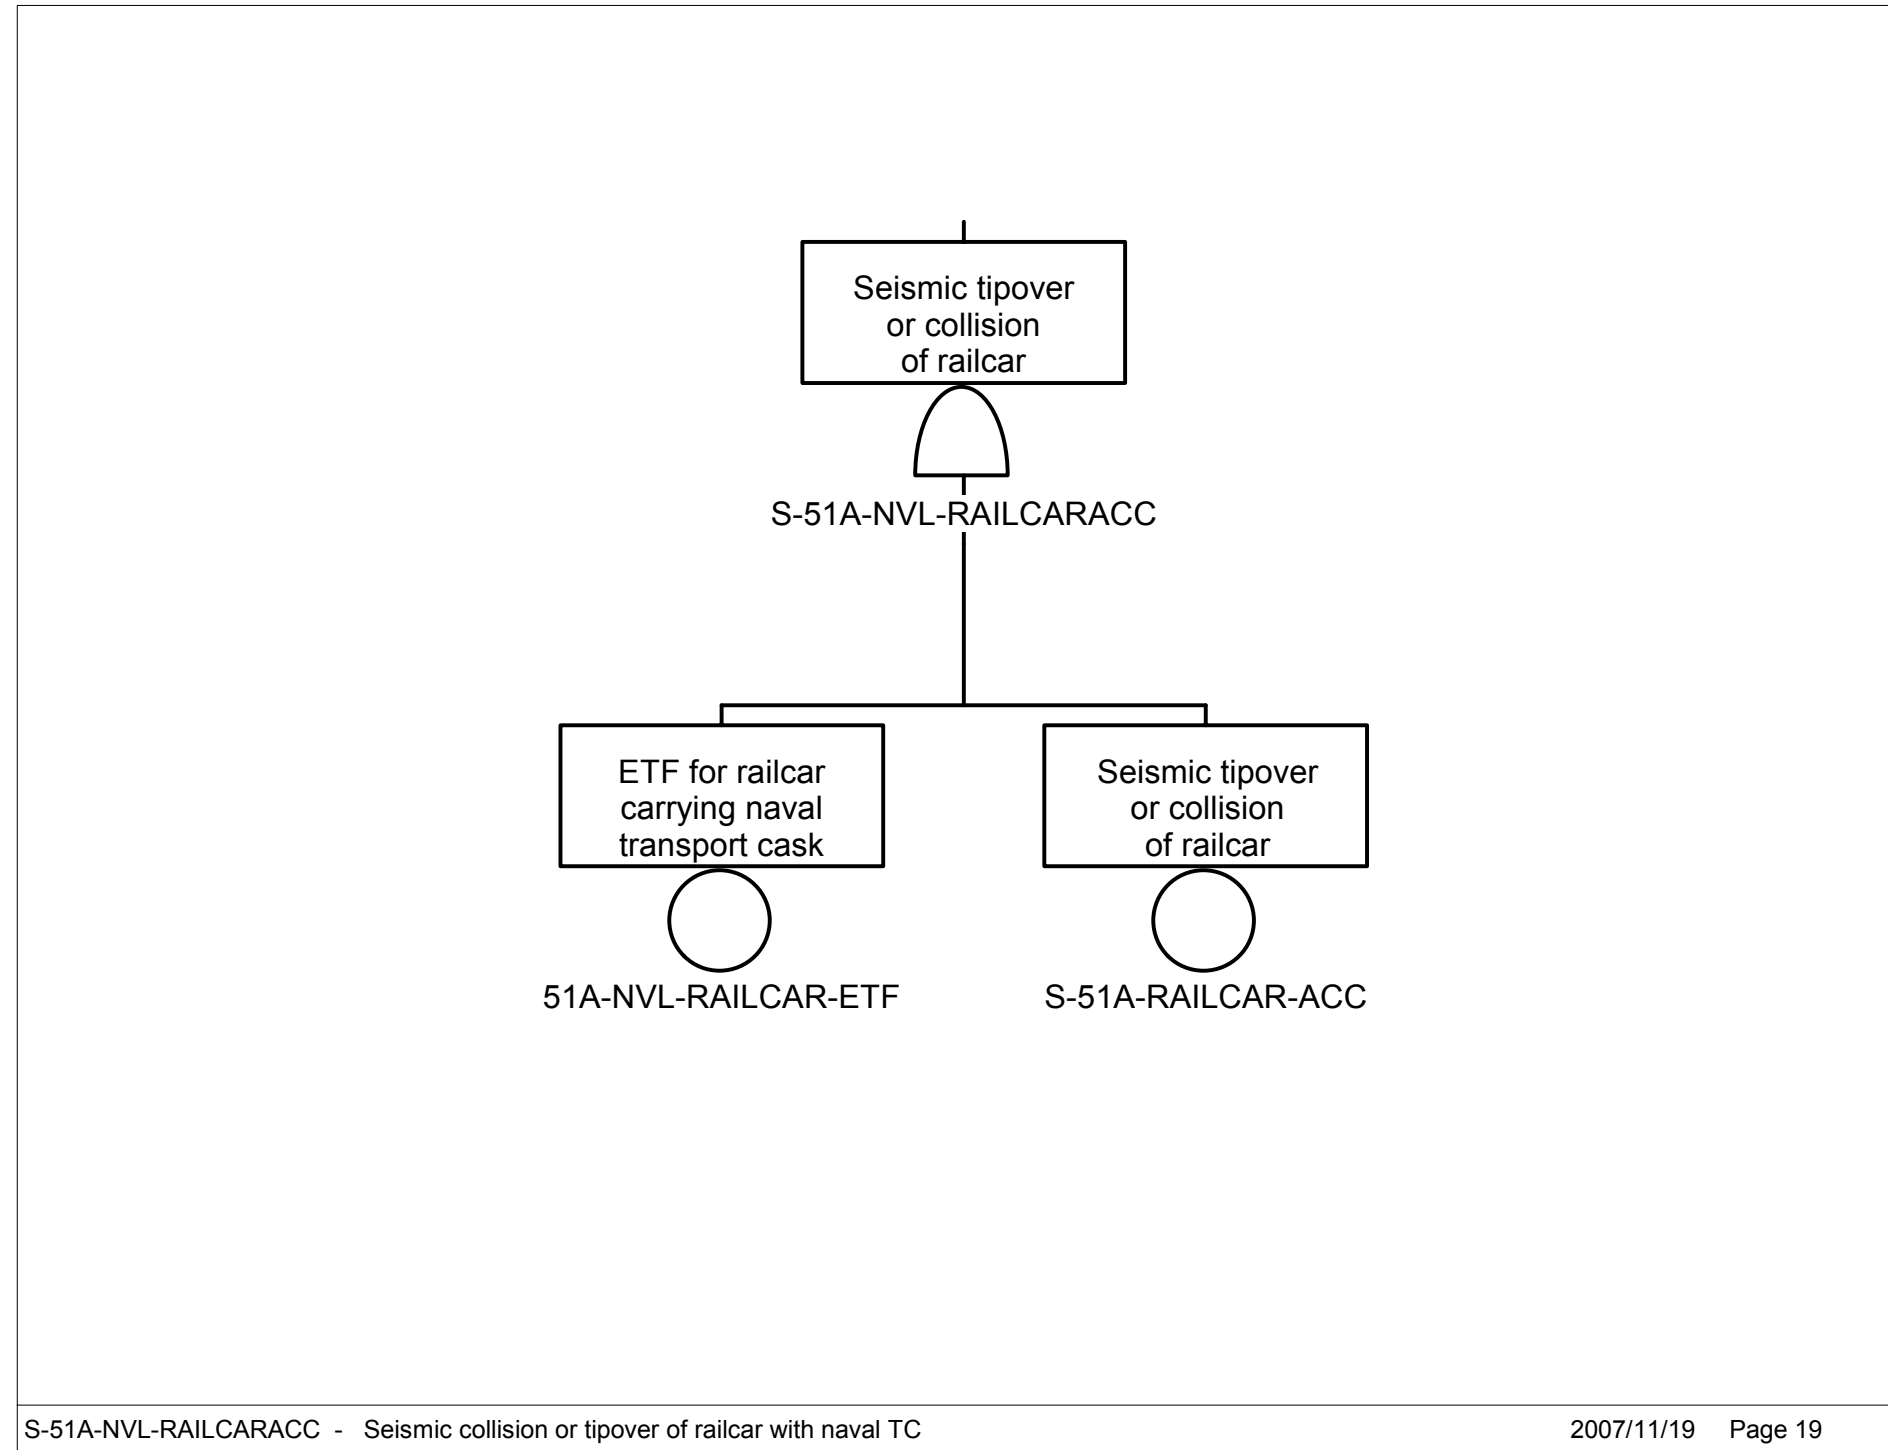 Seismic tipover
or collision
of railcar
S-51A-NVL-RAILCARACC
ETF for railcar
carrying naval
transport cask
51A-NVL-RAILCAR-ETF
Seismic tipover
or collision
of railcar
S-51A-RAILCAR-ACC
S-51A-NVL-RAILCARACC - Seismic collision or tipover of railcar with naval TC 2007/11/19 Page 19